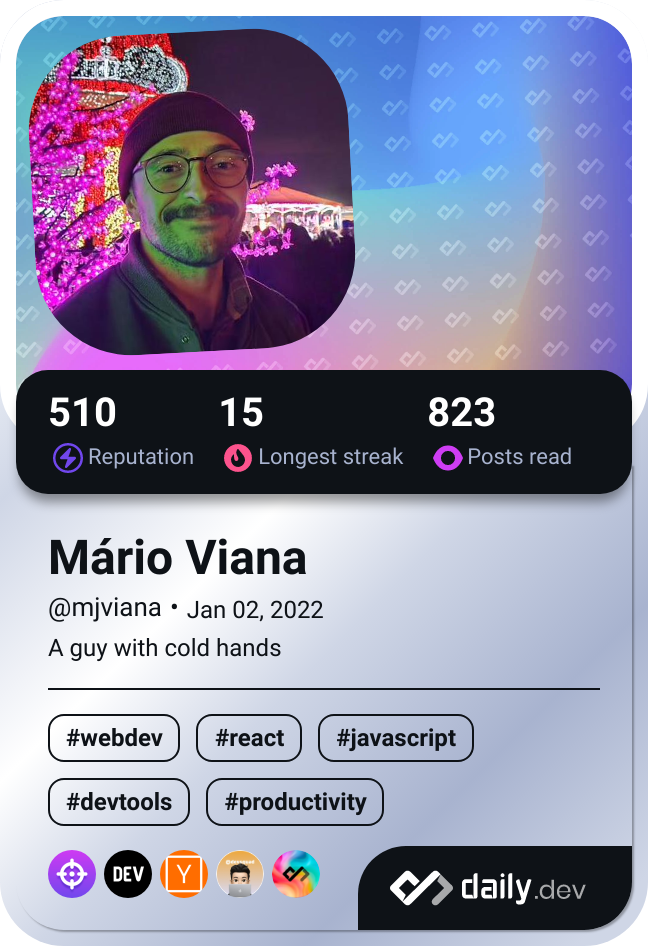 510 15 823
Reputation Longest streak Posts read
Mário Viana
@mjviana • Jan 02, 2022
A guy with cold hands
#webdev #react #javascript
#devtools #productivity
DEV Y
daily.dev